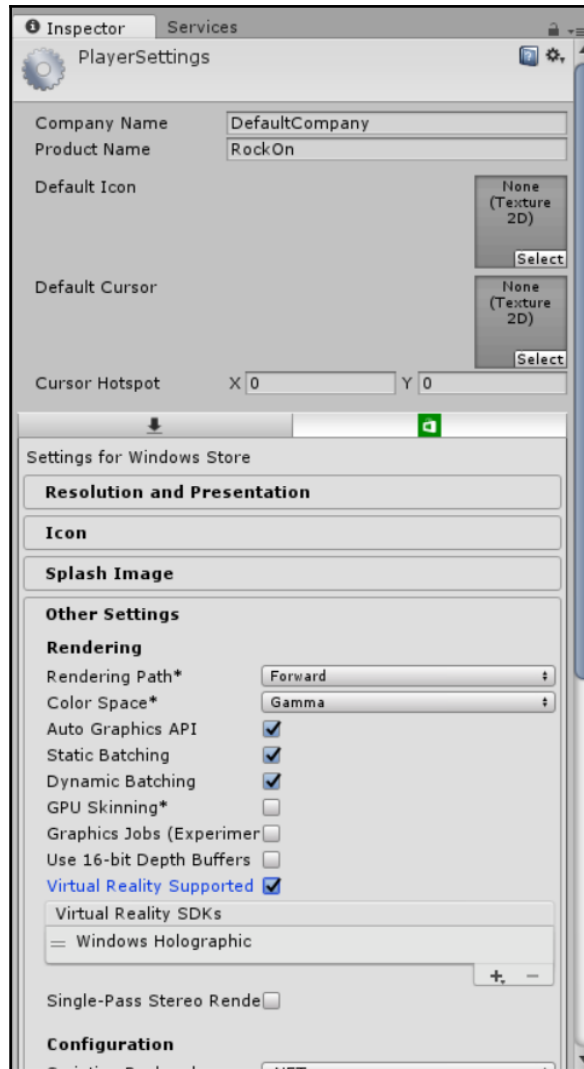 Inspector Services
PlayerSettings
Company Name DefaultCompany
Product Name RockOn
Default Icon None
(Texture
2D)
Select
Default Cursor None
(Texture
2D)
Select
Cursor Hotspot X 0 Y 0
Settings for Windows Store
Resolution and Presentation
Icon
Splash Image
Other Settings
Rendering
Rendering Path* Forward
Color Space* Gamma
Auto Graphics API
Static Batching
Dynamic Batching
GPU Skinning*
Graphics Jobs (Experimer
Use 16-bit Depth Buffers
Virtual Reality Supported
Virtual Reality SDKs
= Windows Holographic
+ −
Single-Pass Stereo Rende
Configuration